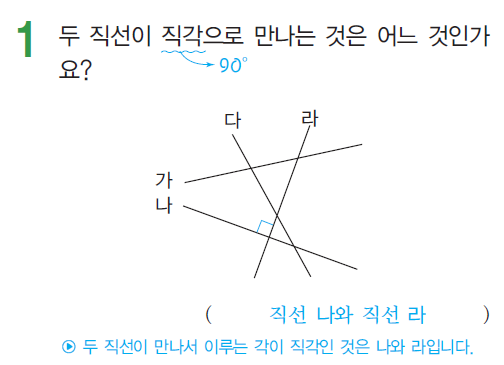 1 두 직선이 직각으로 만나는 것은 어느 것인가
요?
90°
다 라
가
나
( 직선 나와 직선 라 )
▶ 두 직선이 만나서 이루는 각이 직각인 것은 나와 라입니다.